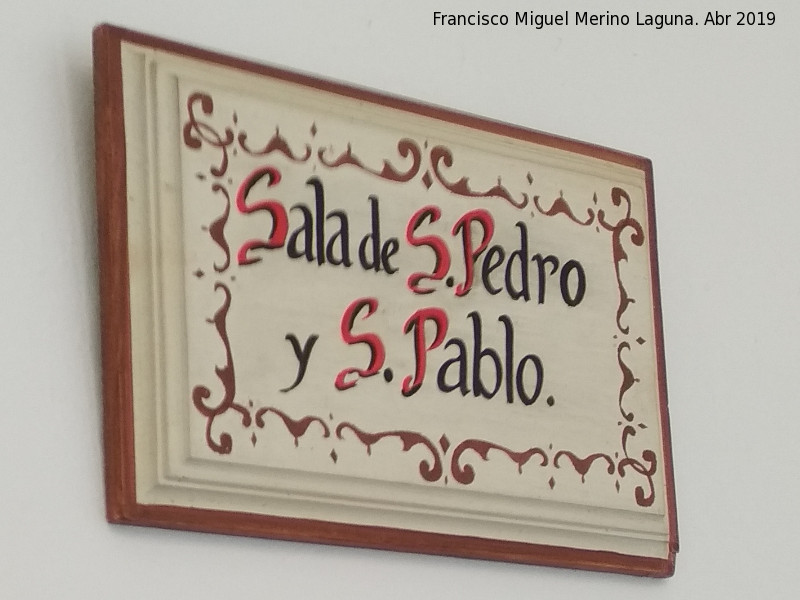 Francisco Miguel Merino Laguna. Abr 2019
Sala de S. Pedro
y S. Pablo.